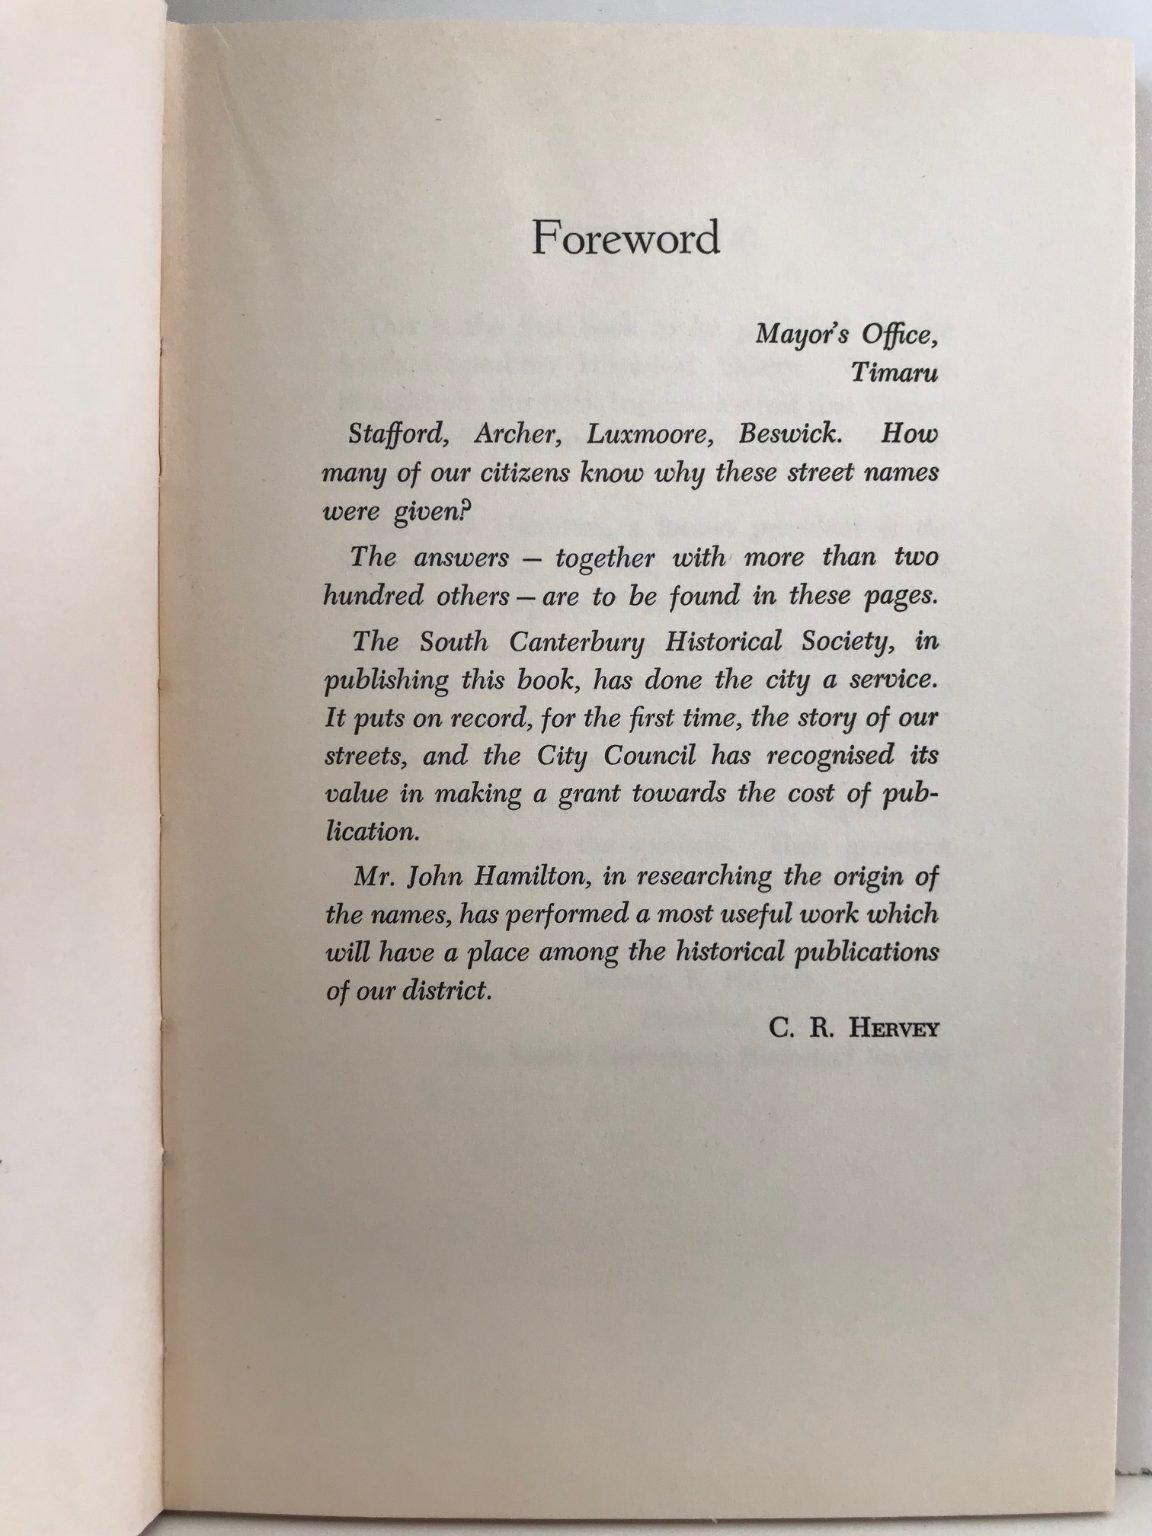 Foreword
Mayor's Office,
Timaru
Stafford, Archer, Luxmoore, Beswick. How
many of our citizens know why these street names
were given?
The answers — together with more than two
hundred others — are to be found in these pages.
The South Canterbury Historical Society, in
publishing this book, has done the city a service.
It puts on record, for the first time, the story of our
streets, and the City Council has recognised its
value in making a grant towards the cost of pub-
lication.
Mr. John Hamilton, in researching the origin of
the names, has performed a most useful work which
will have a place among the historical publications
of our district.
C. R. HERVEY